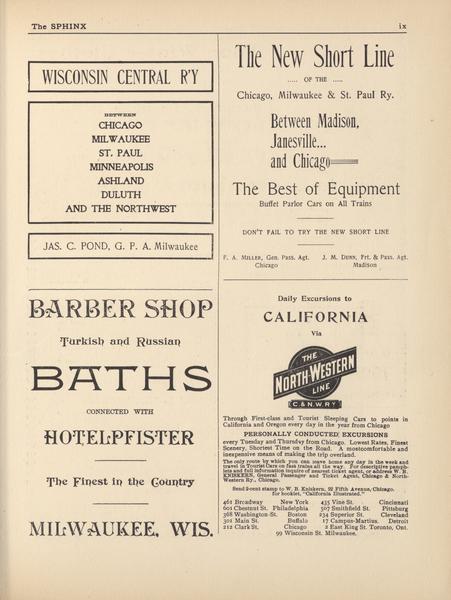 The SPHINX ix
WISCONSIN CENTRAL R'Y
BETWEEN
CHICAGO
MILWAUKEE
ST. PAUL
MINNEAPOLIS
ASHLAND
DULUTH
AND THE NORTHWEST
JAS. C. POND, G. P. A. Milwaukee
BARBER SHOP
Turkish and Russian
BATHS
CONNECTED WITH
HOTEL PFISTER
The Finest in the Country
MILWAUKEE, WIS.
The New Short Line
..... OF THE .....
Chicago, Milwaukee & St. Paul Ry.
Between Madison,
Janesville...
and Chicago
The Best of Equipment
Buffet Parlor Cars on All Trains
DON'T FAIL TO TRY THE NEW SHORT LINE
F. A. MILLER, Gen. Pass. Agt. J. M. DUNN, Frt. & Pass. Agt.
Chicago Madison
Daily Excursions to
CALIFORNIA
Via
THE
NORTH-WESTERN
LINE
C. & N.W. RY
Through First-class and Tourist Sleeping Cars to points in
California and Oregon every day in the year from Chicago
PERSONALLY CONDUCTED EXCURSIONS
every Tuesday and Thursday from Chicago. Lowest Rates, Finest
Scenery, Shortest Time on the Road. A most comfortable and
inexpensive means of making the trip overland.
The only route by which you can leave home any day in the week and
travel in Tourist Cars on fast trains all the way. For descriptive pamph-
lets and full information inquire of nearest ticket agent, or address W. B.
KNISKERN, General Passenger and Ticket Agent, Chicago & North-
Western Ry., Chicago.
Send 2-cent stamp to W. B. Kniskern, 22 Fifth Avenue, Chicago.
for booklet, "California Illustrated."
461 Broadway New York 435 Vine St. Cincinnati
601 Chestnut St. Philadelphia 507 Smithfield St. Pittsburg
368 Washington St. Boston 234 Superior St. Cleveland
301 Main St. Buffalo 17 Campus-Martius, Detroit
212 Clark St. Chicago 2 East King St. Toronto, Ont.
99 Wisconsin St. Milwaukee.